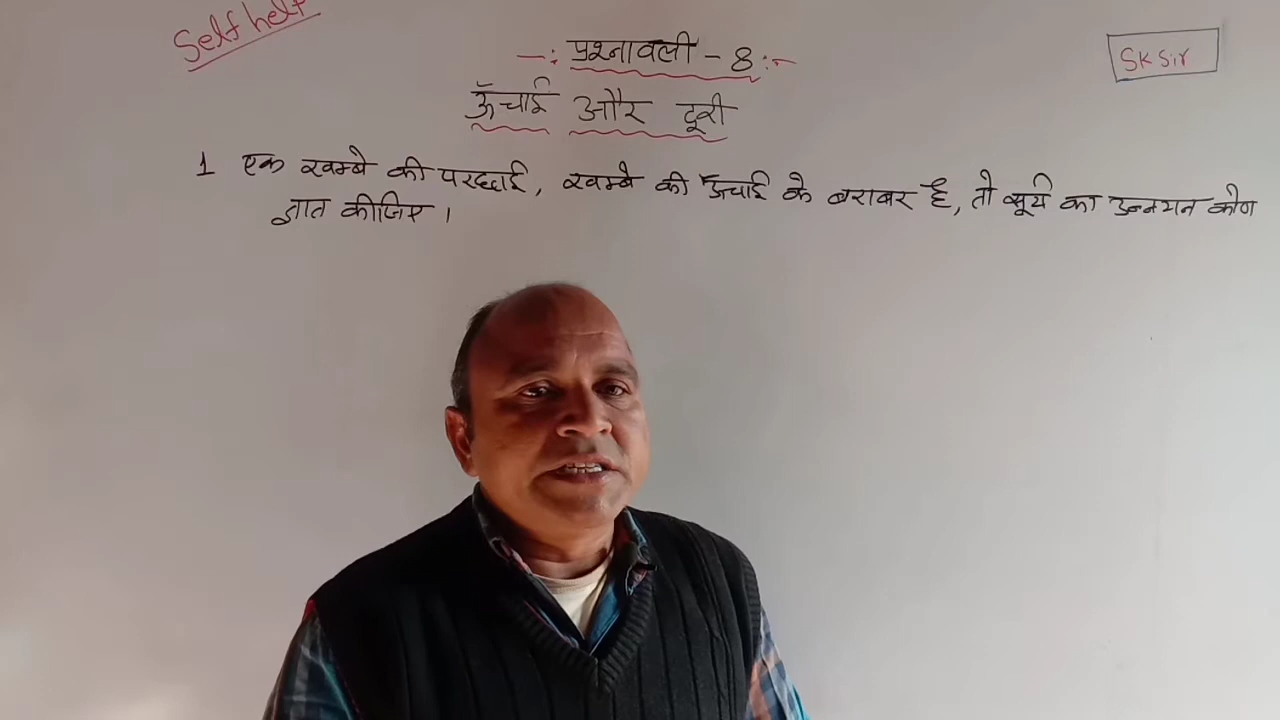 Self help
-: प्रश्नावली - 8 :-
SK Sir
ऊँचाई और दूरी
1 एक खम्बे की परछाई, खम्बे की ऊँचाई के बराबर है, तो सूर्य का उन्नयन कोण
ज्ञात कीजिए।